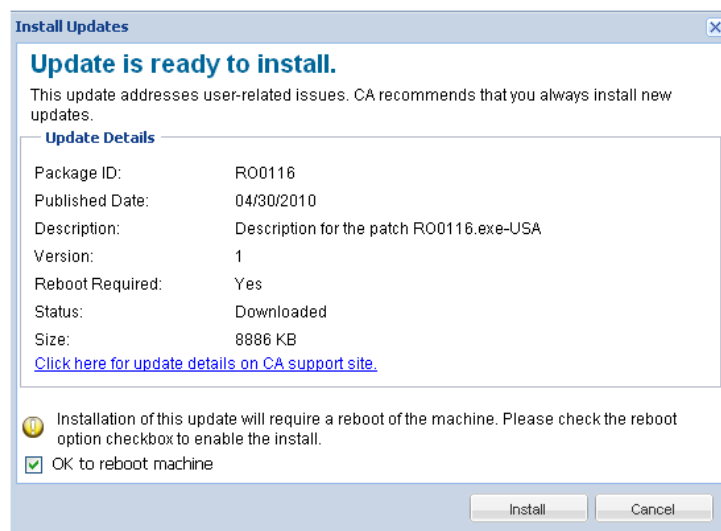 Install Updates
Update is ready to install.
This update addresses user-related issues. CA recommends that you always install new
updates.
Update Details
Package ID: RO0116
Published Date: 04/30/2010
Description: Description for the patch RO0116.exe-USA
Version: 1
Reboot Required: Yes
Status: Downloaded
Size: 8886 KB
Click here for update details on CA support site.
Installation of this update will require a reboot of the machine. Please check the reboot
option checkbox to enable the install.
OK to reboot machine
Install Cancel